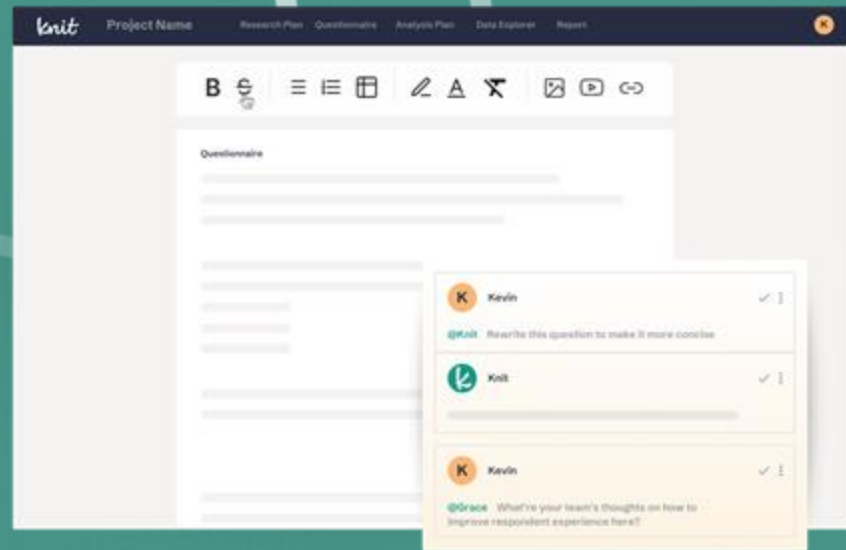 knit Project Name Research Plan Questionnaire Analysis Plan Data Explorer Report K
B S A
Questionnaire
K Kevin
@Knit Rewrite this question to make it more concise
k Knit
K Kevin
@Grace What're your team's thoughts on how to
improve respondent experience here?